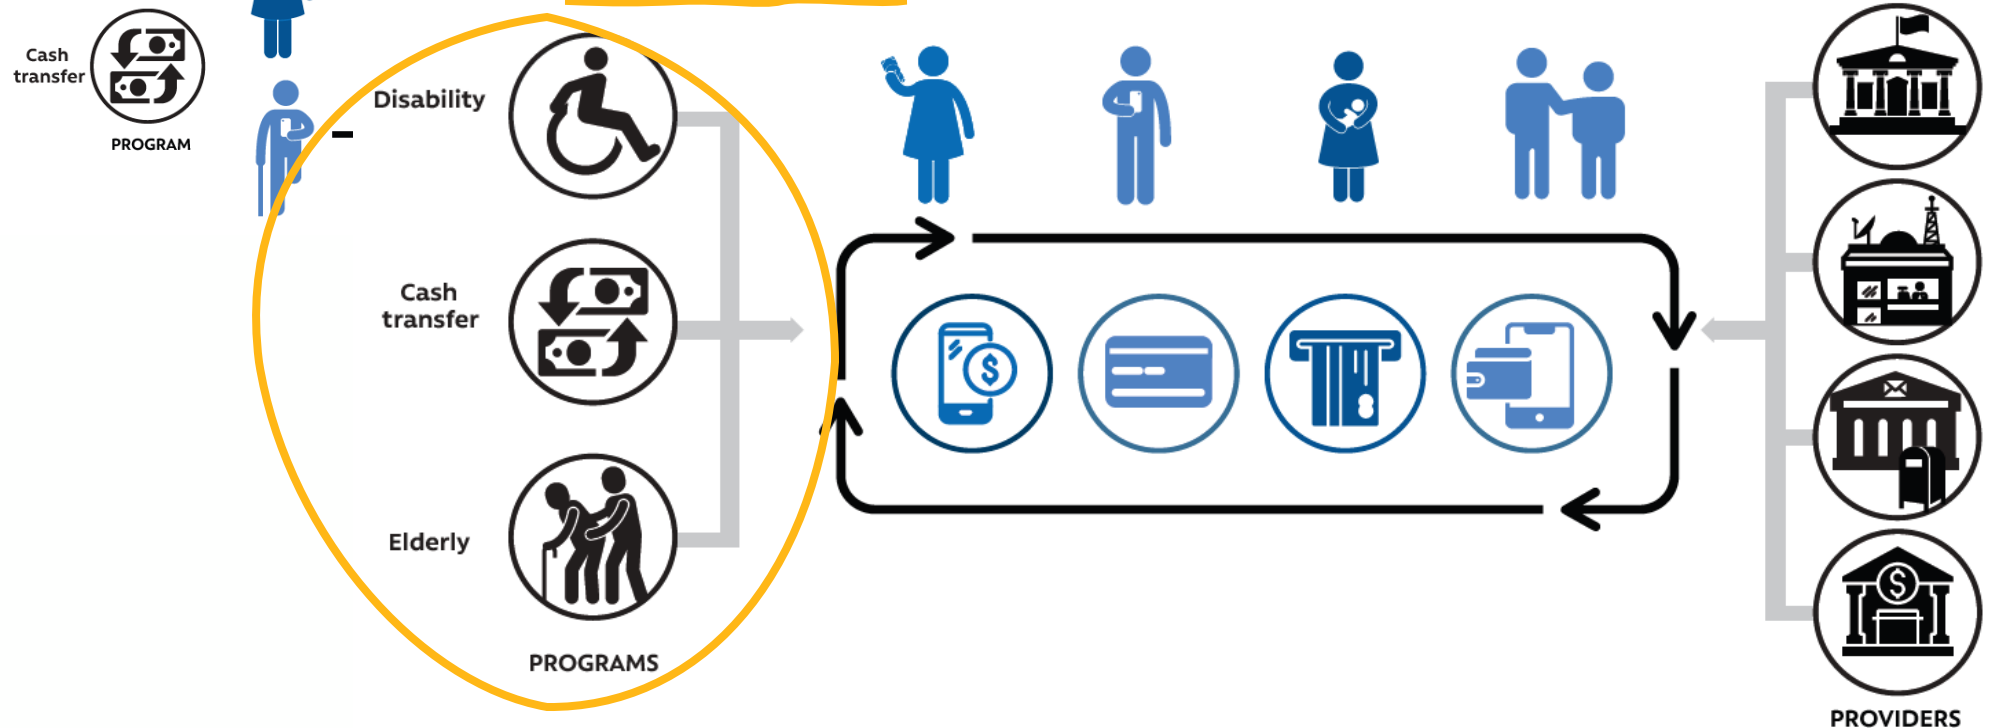 Cash
transfer
PROGRAM
Disability
Cash
transfer
Elderly
PROGRAMS
$
$
PROVIDERS